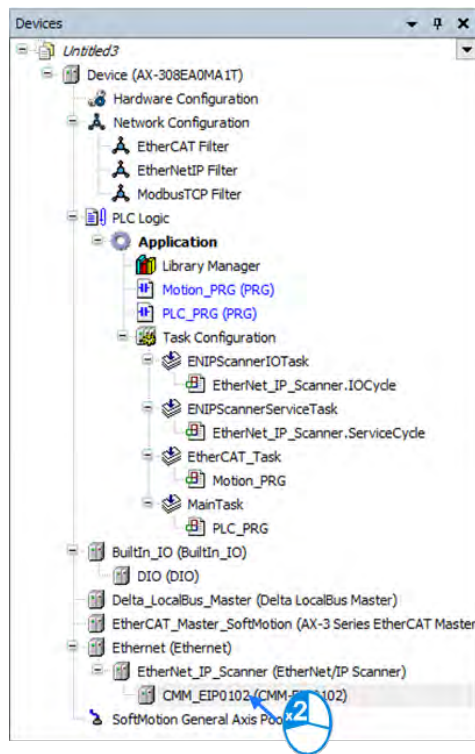 Devices
Untitled3
Device (AX-308EA0MA1T)
Hardware Configuration
Network Configuration
EtherCAT Filter
EtherNetIP Filter
ModbusTCP Filter
PLC Logic
Application
Library Manager
Motion_PRG (PRG)
PLC_PRG (PRG)
Task Configuration
ENIPScannerIOTask
EtherNet_IP_Scanner.IOCycle
ENIPScannerServiceTask
EtherNet_IP_Scanner.ServiceCycle
EtherCAT_Task
Motion_PRG
MainTask
PLC_PRG
BuiltIn_IO (BuiltIn_IO)
DIO (DIO)
Delta_LocalBus_Master (Delta LocalBus Master)
EtherCAT_Master_SoftMotion (AX-3 Series EtherCAT Master
Ethernet (Ethernet)
EtherNet_IP_Scanner (EtherNet/IP Scanner)
CMM_EIP0102
SoftMotion General Axis
x2